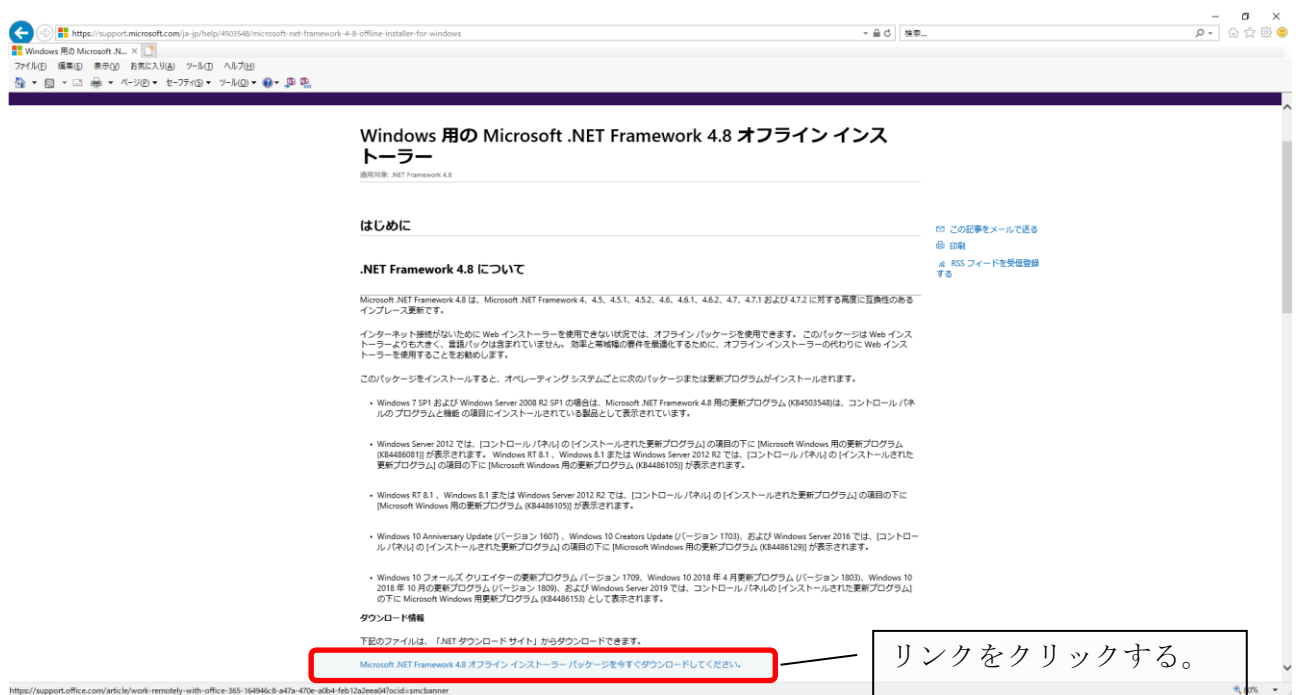 https://support.microsoft.com/ja-jp/help/4503548/microsoft-net-framework-4-8-offline-installer-for-windows
検索...
Windows 用の Microsoft .N...
ファイル(F) 編集(E) 表示(V) お気に入り(A) ツール(T) ヘルプ(H)
ページ(P) セーフティ(S) ツール(O)
Windows 用の Microsoft .NET Framework 4.8 オフライン インス
トーラー
適用対象: .NET Framework 4.8
はじめに
この記事をメールで送る
印刷
RSS フィードを受信登録
する
.NET Framework 4.8 について
Microsoft .NET Framework 4.8 は、Microsoft .NET Framework 4、4.5、4.5.1、4.5.2、4.6、4.6.1、4.6.2、4.7、4.7.1 および 4.7.2 に対する高度に互換性のある
インプレース更新です。
インターネット接続がないために Web インストーラーを使用できない状況では、オフライン パッケージを使用できます。 このパッケージは Web インス
トーラーよりも大きく、言語パックは含まれていません。 効率と帯域幅の要件を最適化するために、オフライン インストーラーの代わりに Web インス
トーラーを使用することをお勧めします。
このパッケージをインストールすると、オペレーティング システムごとに次のパッケージまたは更新プログラムがインストールされます。
• Windows 7 SP1 および Windows Server 2008 R2 SP1 の場合は、Microsoft .NET Framework 4.8 用の更新プログラム (KB4503548)は、コントロール パネ
ルの プログラムと機能 の項目にインストールされている製品として表示されています。
• Windows Server 2012 では、[コントロール パネル] の [インストールされた更新プログラム] の項目の下に [Microsoft Windows 用の更新プログラム
(KB4486081)] が表示されます。 Windows RT 8.1 、Windows 8.1 または Windows Server 2012 R2 では、[コントロール パネル] の [インストールされた
更新プログラム] の項目の下に [Microsoft Windows 用の更新プログラム (KB4486105)] が表示されます。
• Windows RT 8.1 、Windows 8.1 または Windows Server 2012 R2 では、[コントロール パネル] の [インストールされた更新プログラム] の項目の下に
[Microsoft Windows 用の更新プログラム (KB4486105)] が表示されます。
• Windows 10 Anniversary Update (バージョン 1607) 、Windows 10 Creators Update (バージョン 1703)、および Windows Server 2016 では、[コントロー
ル パネル] の [インストールされた更新プログラム] の項目の下に [Microsoft Windows 用の更新プログラム (KB4486129)] が表示されます。
• Windows 10 フォールズ クリエイターの更新プログラム バージョン 1709、Windows 10 2018 年 4 月更新プログラム (バージョン 1803)、Windows 10
2018 年 10 月の更新プログラム (バージョン 1809)、および Windows Server 2019 では、コントロール パネルの [インストールされた更新プログラム]
の下に Microsoft Windows 用更新プログラム (KB4486153) として表示されます。
ダウンロード情報
下記のファイルは、「.NET ダウンロード サイト」からダウンロードできます。
Microsoft .NET Framework 4.8 オフライン インストーラー パッケージを今すぐダウンロードしてください。
リンクをクリックする。
https://support.office.com/article/work-remotely-with-office-365-164946c8-a47a-470e-a0b4-feb12a2eea04?ocid=smcbanner
80%